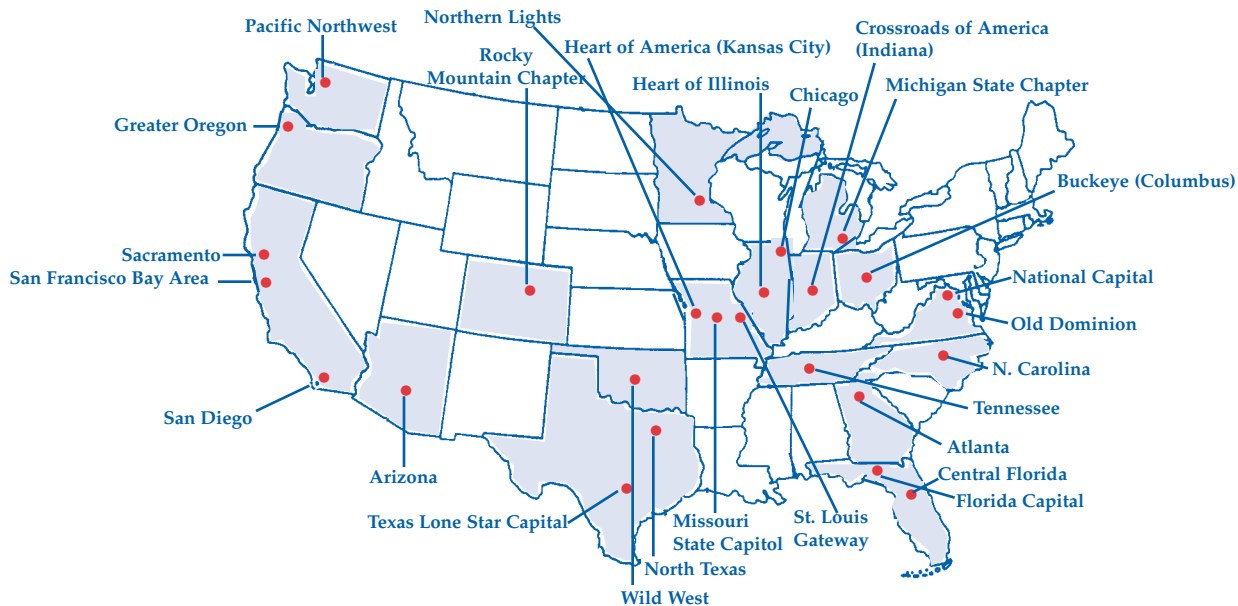 Northern Lights
Pacific Northwest
Heart of America (Kansas City)
Crossroads of America
(Indiana)
Rocky
Mountain Chapter
Heart of Illinois
Chicago
Michigan State Chapter
Greater Oregon
Buckeye (Columbus)
Sacramento
San Francisco Bay Area
National Capital
Old Dominion
N. Carolina
San Diego
Tennessee
Arizona
Atlanta
Central Florida
Florida Capital
Texas Lone Star Capital
Missouri
State Capitol
St. Louis
Gateway
North Texas
Wild West